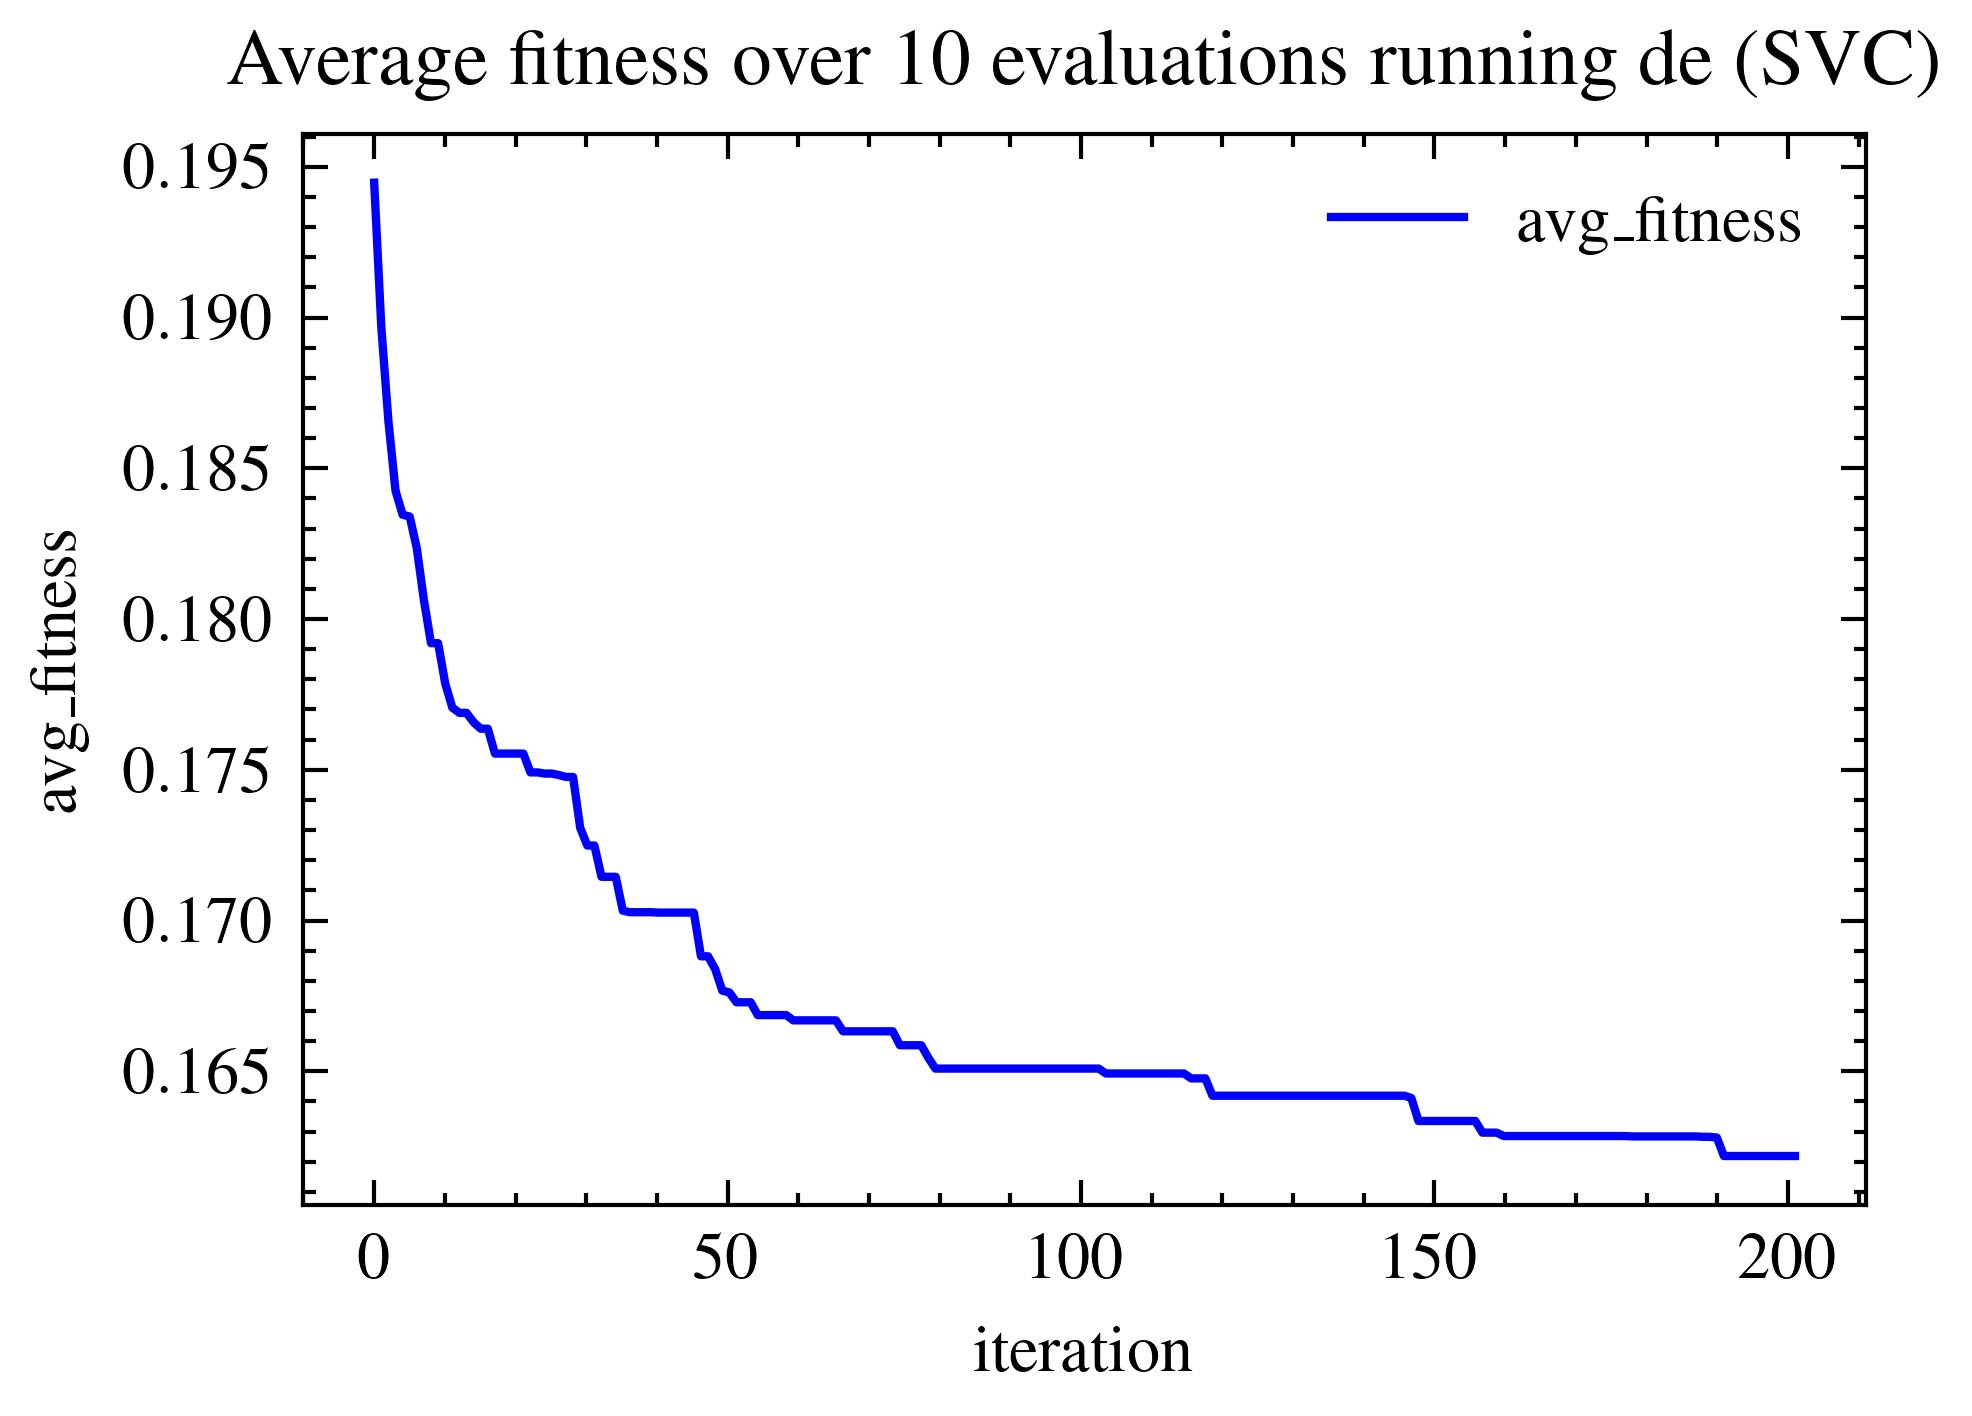 Average fitness over 10 evaluations running de (SVC)
avg_fitness
0.195
0.190
0.185
0.180
0.175
0.170
0.165
avg_fitness
0 50 100 150 200
iteration